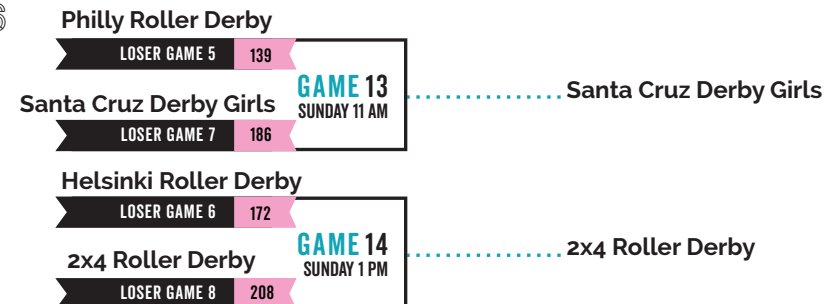 Philly Roller Derby
LOSER GAME 5 139
GAME 13
SUNDAY 11 AM
Santa Cruz Derby Girls
Santa Cruz Derby Girls
LOSER GAME 7 186
Helsinki Roller Derby
LOSER GAME 6 172
GAME 14
SUNDAY 1 PM
2x4 Roller Derby
2x4 Roller Derby
LOSER GAME 8 208